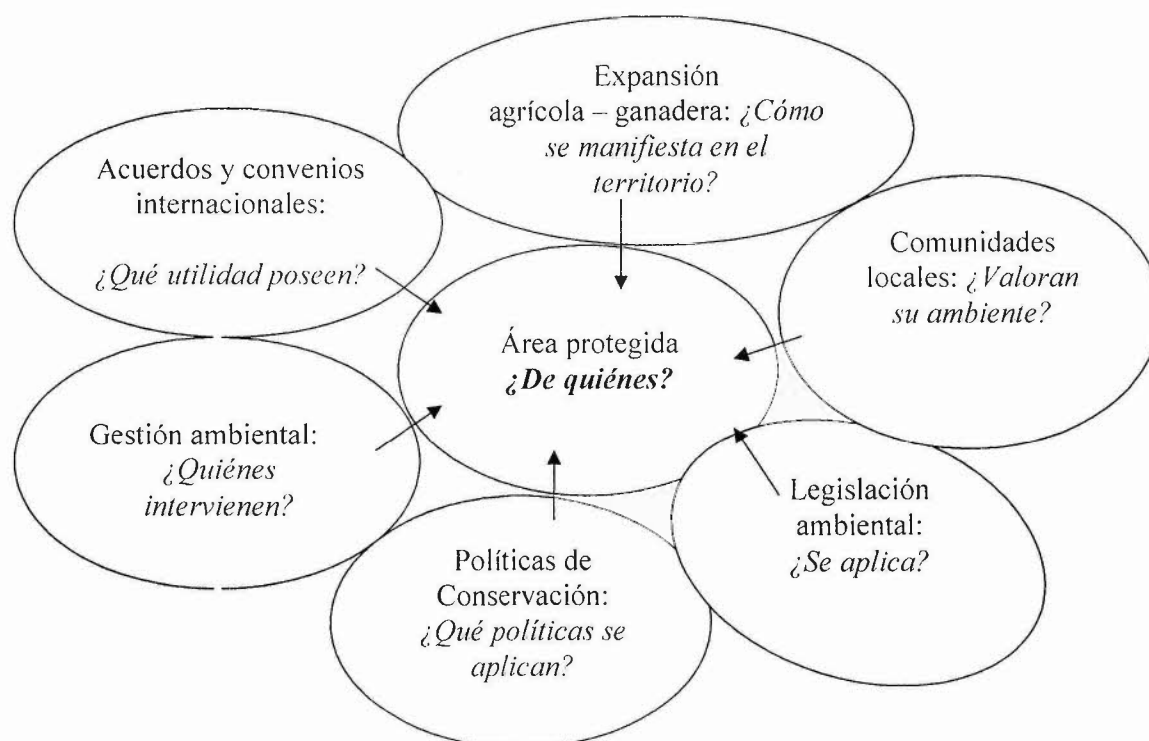 Expansión
agrícola – ganadera: ¿Cómo
se manifiesta en el
territorio?
Acuerdos y convenios
internacionales:
¿Qué utilidad poseen?
Comunidades
locales: ¿Valoran
su ambiente?
Área protegida
¿De quiénes?
Gestión ambiental:
¿Quiénes
intervienen?
Legislación
ambiental:
¿Se aplica?
Políticas de
Conservación:
¿Qué políticas se
aplican?